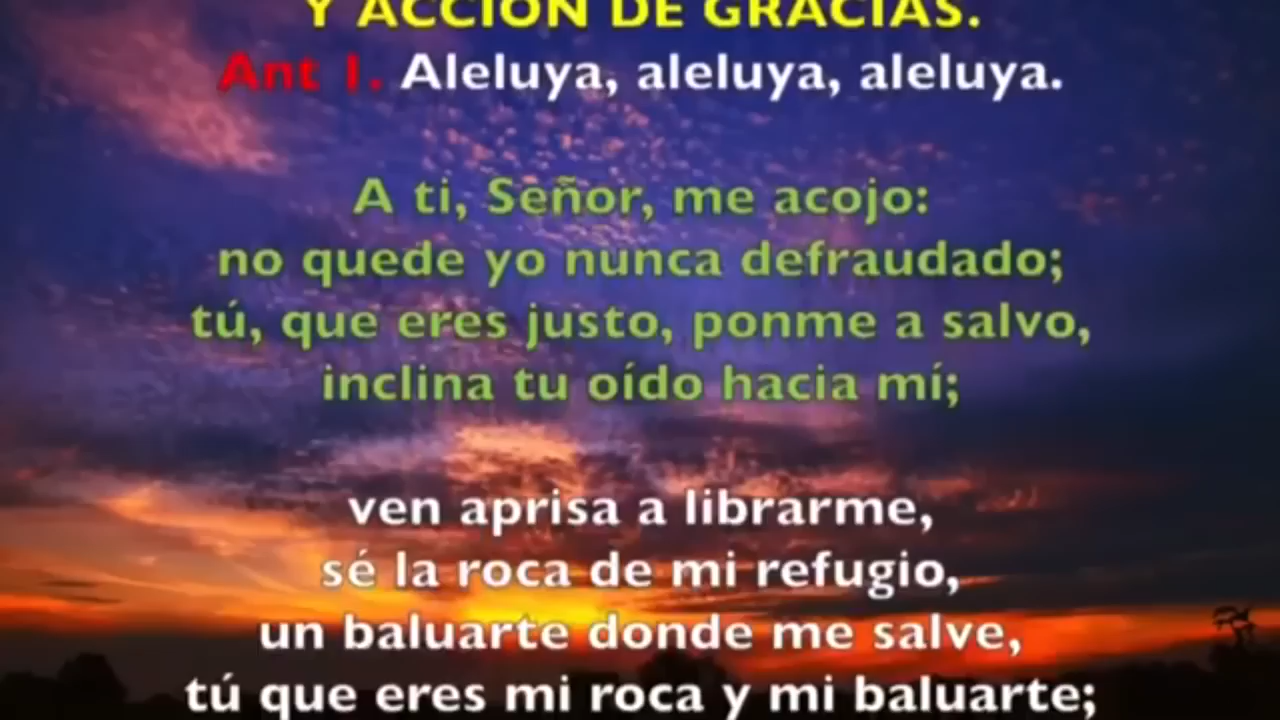 Y ACCIÓN DE GRACIAS.
Ant 1. Aleluya, aleluya, aleluya.
A ti, Señor, me acojo:
no quede yo nunca defraudado;
tú, que eres justo, ponme a salvo,
inclina tu oído hacia mí;
ven aprisa a librarme,
sé la roca de mi refugio,
un baluarte donde me salve,
tú que eres mi roca y mi baluarte;